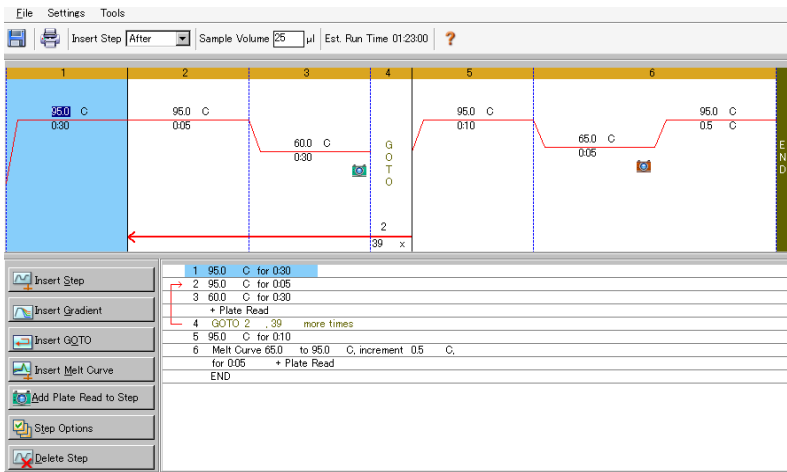 File Settings Tools
Insert Step After Sample Volume 25 μl Est. Run Time 01:23:00 ?
1 2 3 4 5 6
95.0 C 95.0 C 95.0 C 95.0 C
0:30 0:05 0:10 0.5 C
60.0 C 65.0 C
0:30 0:05
GOTO
END
2
39 x
Insert Step
Insert Gradient
Insert GOTO
Insert Melt Curve
Add Plate Read to Step
Step Options
Delete Step
1 95.0 C for 0:30
2 95.0 C for 0:05
3 60.0 C for 0:30
+ Plate Read
4 GOTO 2 , 39 more times
5 95.0 C for 0:10
6 Melt Curve 65.0 to 95.0 C, increment 0.5 C,
for 0:05 + Plate Read
END